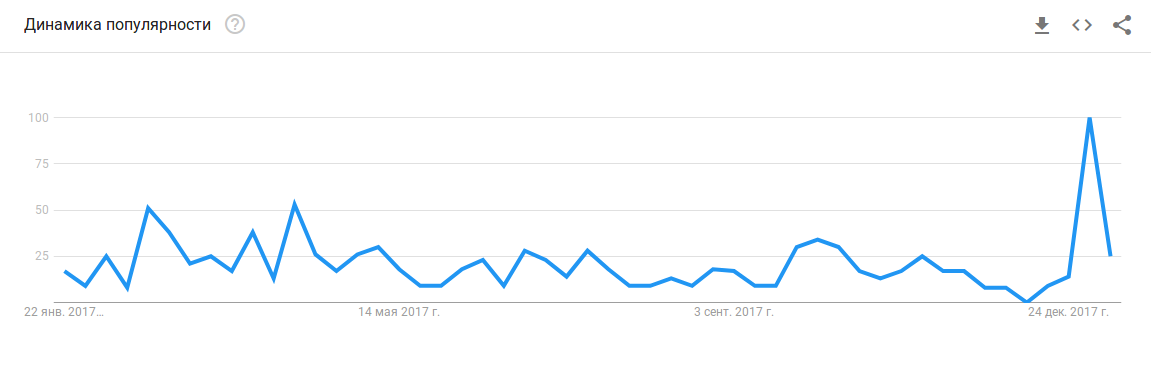 Динамика популярности
100
75
50
25
22 янв. 2017…
14 мая 2017 г.
3 сент. 2017 г.
24 дек. 2017 г.